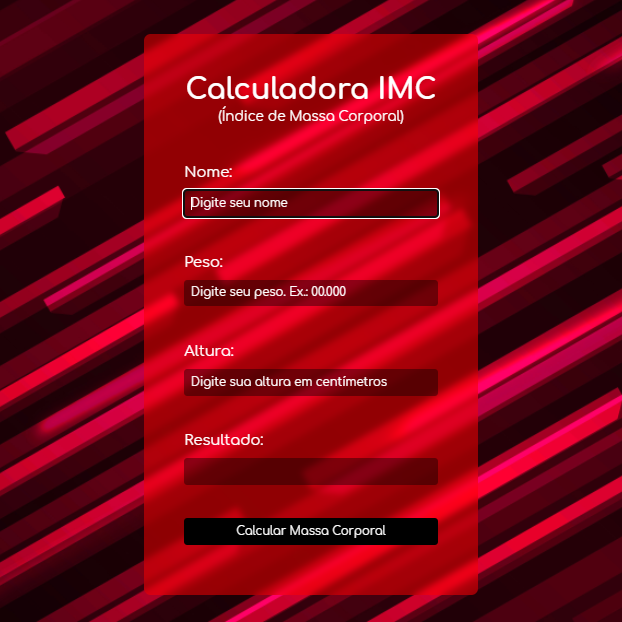 Calculadora IMC
(Índice de Massa Corporal)
Nome:
Digite seu nome
Peso:
Digite seu peso. Ex.: 00.000
Altura:
Digite sua altura em centímetros
Resultado:
Calcular Massa Corporal